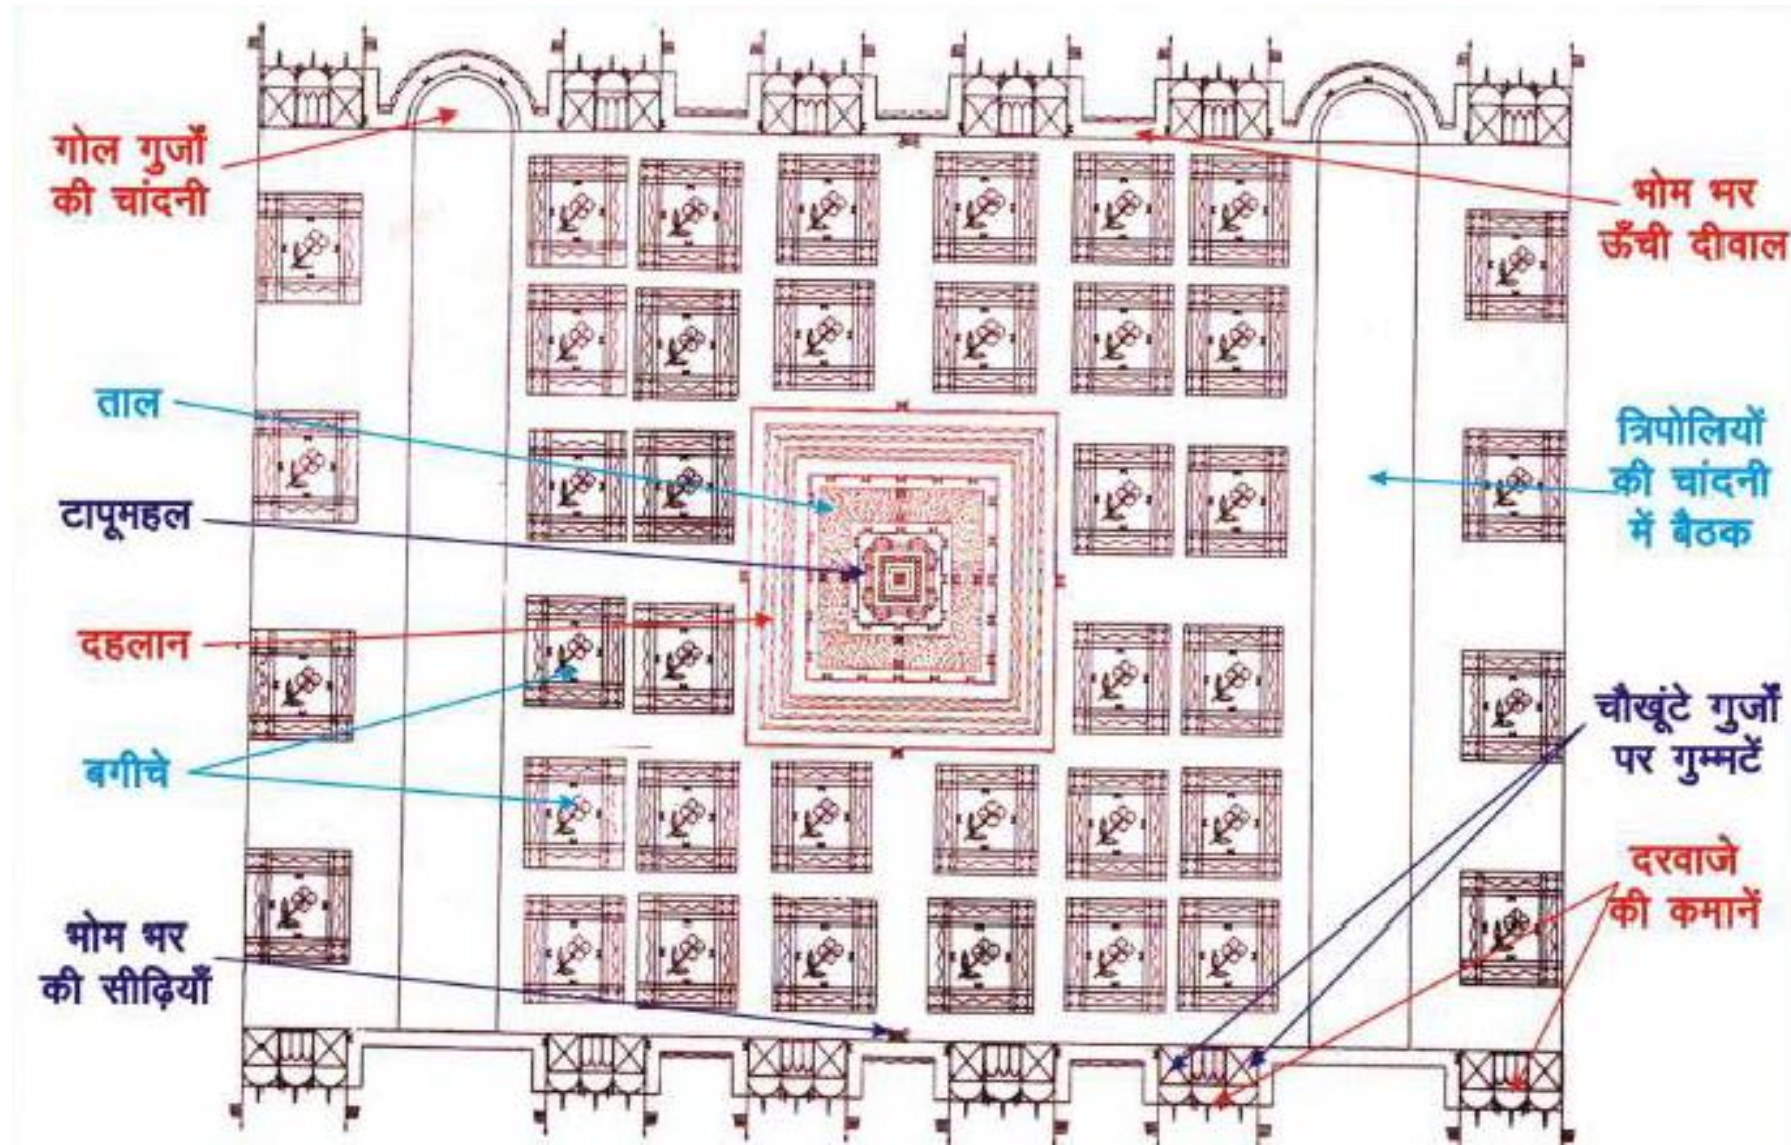 गोल गुर्जों
की चांदनी
ताल
टापूमहल
दहलान
बगीचे
भोम भर
की सीढ़ियाँ
भोम भर
ऊँची दीवाल
त्रिपोलियों
की चांदनी
में बैठक
चौखूंटे गुर्जों
पर गुम्मटें
दरवाजे
की कमानें